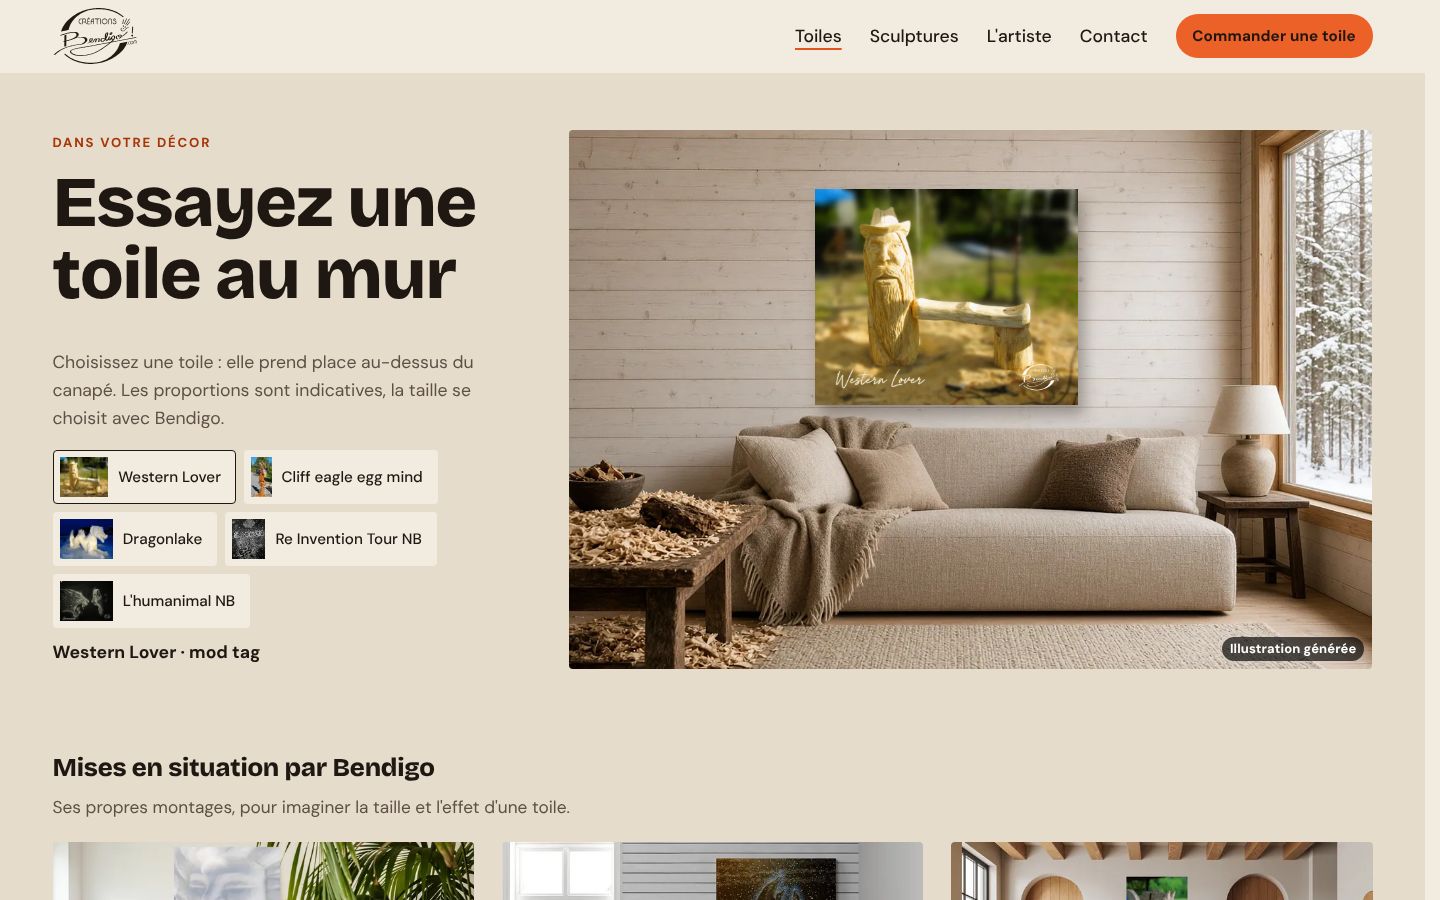 CRÉATIONS
Bendigo!
.com
Toiles
Sculptures
L'artiste
Contact
Commander une toile
DANS VOTRE DÉCOR
Essayez une
toile au mur
Choisissez une toile : elle prend place au-dessus du
canapé. Les proportions sont indicatives, la taille se
choisit avec Bendigo.
Western Lover
Cliff eagle egg mind
Dragonlake
Re Invention Tour NB
L'humanimal NB
Western Lover · mod tag
Western Lover
Illustration générée
Mises en situation par Bendigo
Ses propres montages, pour imaginer la taille et l'effet d'une toile.